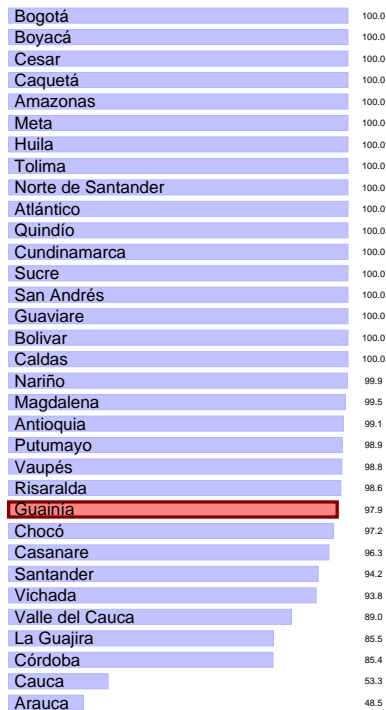 Bogotá 100.0
Boyacá 100.0
Cesar 100.0
Caquetá 100.0
Amazonas 100.0
Meta 100.0
Huila 100.0
Tolima 100.0
Norte de Santander 100.0
Atlántico 100.0
Quindío 100.0
Cundinamarca 100.0
Sucre 100.0
San Andrés 100.0
Guaviare 100.0
Bolivar 100.0
Caldas 100.0
Nariño 99.9
Magdalena 99.5
Antioquia 99.1
Putumayo 98.9
Vaupés 98.8
Risaralda 98.6
Guainía 97.9
Chocó 97.2
Casanare 96.3
Santander 94.2
Vichada 93.8
Valle del Cauca 89.0
La Guajira 85.5
Córdoba 85.4
Cauca 53.3
Arauca 48.5